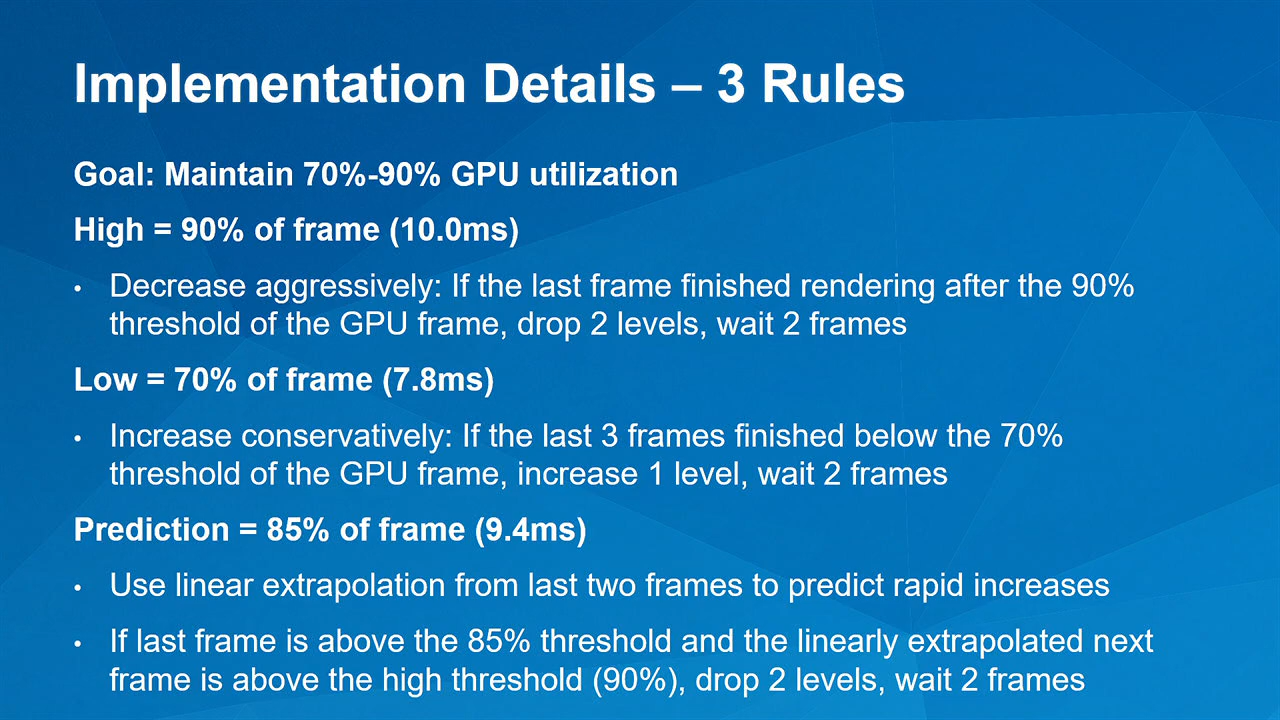 Implementation Details – 3 Rules
Goal: Maintain 70%-90% GPU utilization
High = 90% of frame (10.0ms)
• Decrease aggressively: If the last frame finished rendering after the 90%
threshold of the GPU frame, drop 2 levels, wait 2 frames
Low = 70% of frame (7.8ms)
• Increase conservatively: If the last 3 frames finished below the 70%
threshold of the GPU frame, increase 1 level, wait 2 frames
Prediction = 85% of frame (9.4ms)
• Use linear extrapolation from last two frames to predict rapid increases
• If last frame is above the 85% threshold and the linearly extrapolated next
frame is above the high threshold (90%), drop 2 levels, wait 2 frames